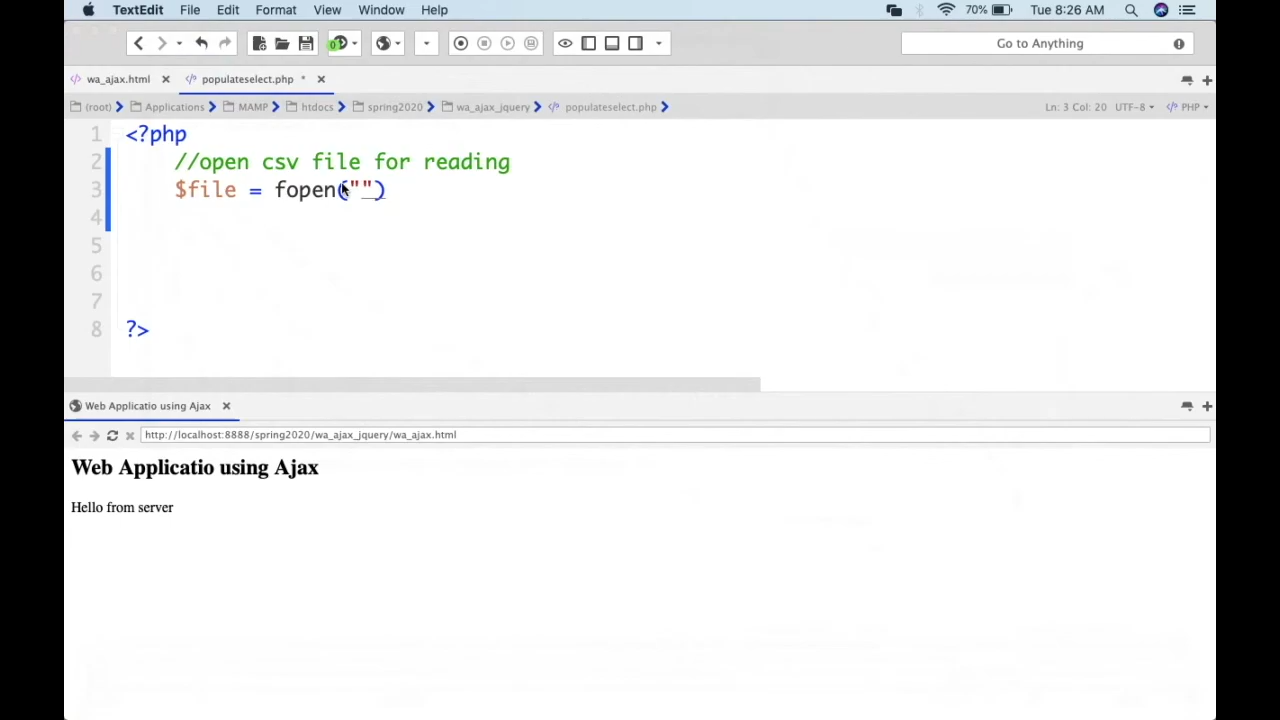 TextEdit File Edit Format View Window Help 70% Tue 8:26 AM
0 Go to Anything
wa_ajax.html populateselect.php *
(root) Applications MAMP htdocs spring2020 wa_ajax_jquery populateselect.php Ln: 3 Col: 20 UTF-8 PHP
1 <?php
2 //open csv file for reading
3 $file = fopen("")
4
5
6
7
8 ?>
Web Applicatio using Ajax
http://localhost:8888/spring2020/wa_ajax_jquery/wa_ajax.html
Web Applicatio using Ajax
Hello from server